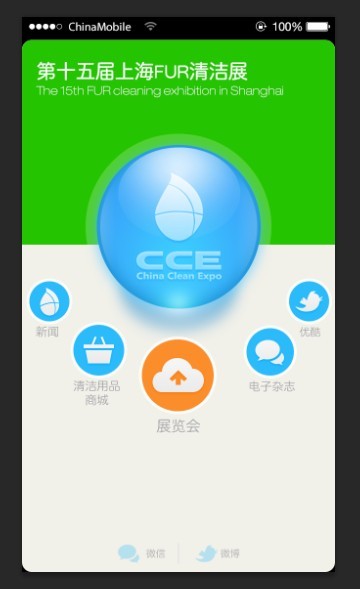 ChinaMobile 100%
第十五届上海FUR清洁展
The 15th FUR cleaning exhibition in Shanghai
CCE
China Clean Expo
新闻
优酷
清洁用品
商城
电子杂志
展览会
微信
微博